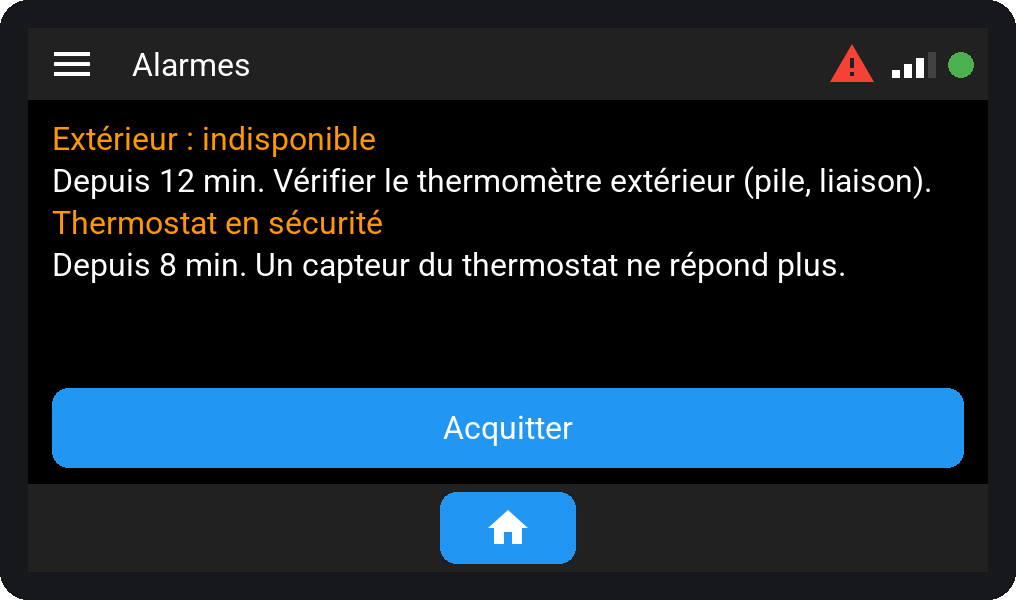 Alarmes
Extérieur : indisponible
Depuis 12 min. Vérifier le thermomètre extérieur (pile, liaison).
Thermostat en sécurité
Depuis 8 min. Un capteur du thermostat ne répond plus.
Acquitter